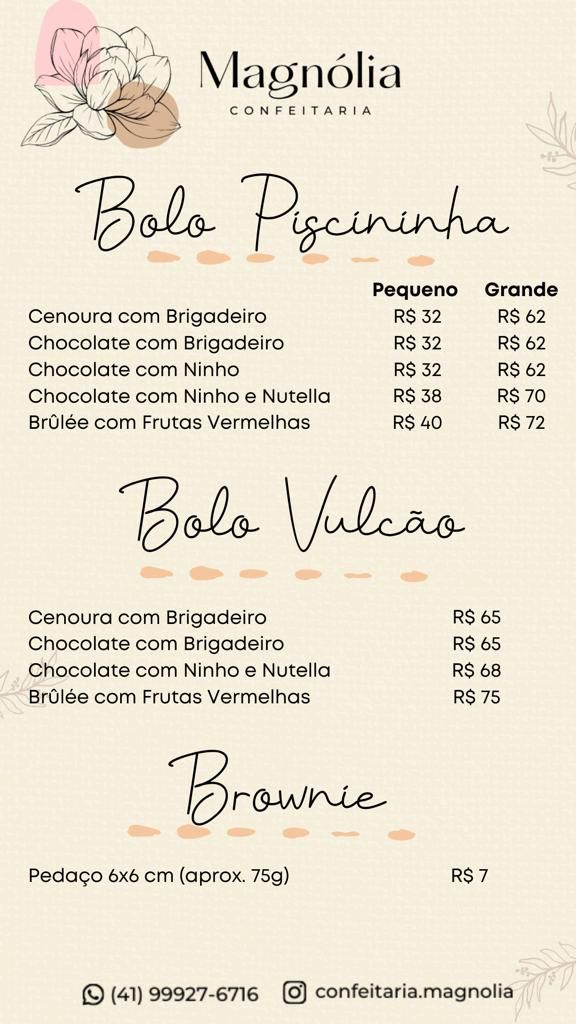 Magnólia
CONFEITARIA
Bolo Piscininha
Pequeno Grande
Cenoura com Brigadeiro R$ 32 R$ 62
Chocolate com Brigadeiro R$ 32 R$ 62
Chocolate com Ninho R$ 32 R$ 62
Chocolate com Ninho e Nutella R$ 38 R$ 70
Brûlée com Frutas Vermelhas R$ 40 R$ 72
Bolo Vulcão
Cenoura com Brigadeiro R$ 65
Chocolate com Brigadeiro R$ 65
Chocolate com Ninho e Nutella R$ 68
Brûlée com Frutas Vermelhas R$ 75
Brownie
Pedaço 6x6 cm (aprox. 75g) R$ 7
(41) 99927-6716 confeitaria.magnolia